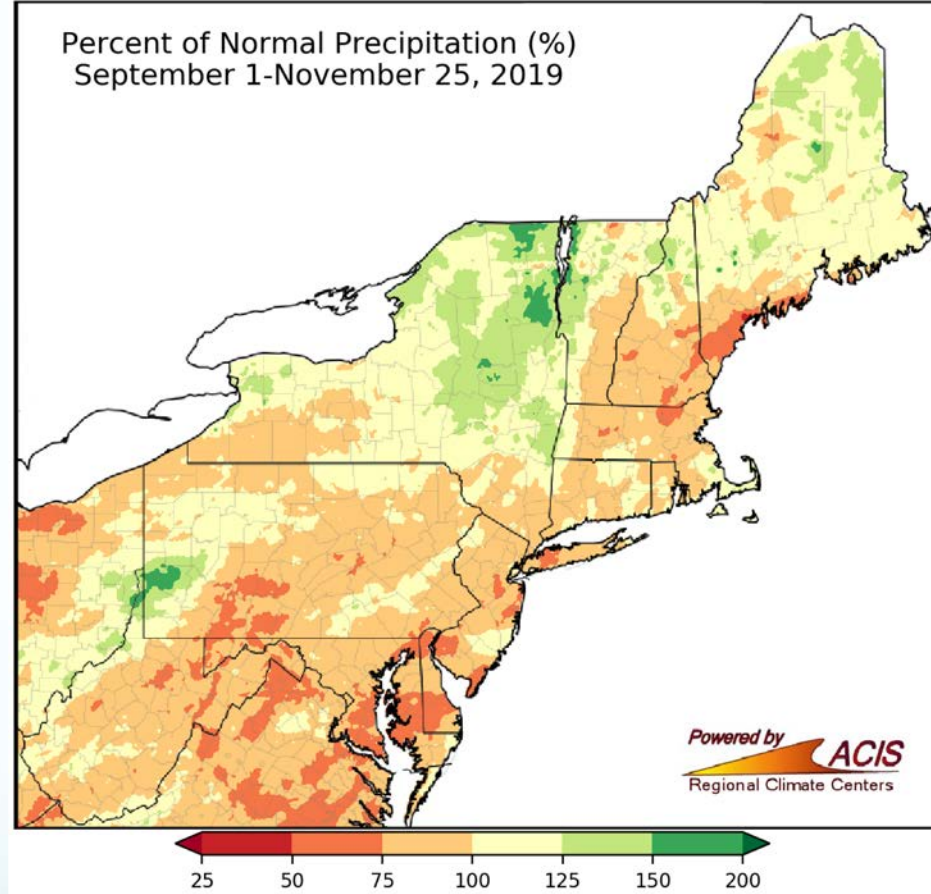 Percent of Normal Precipitation (%)
September 1-November 25, 2019
Powered by
ACIS
Regional Climate Centers
25 50 75 100 125 150 200